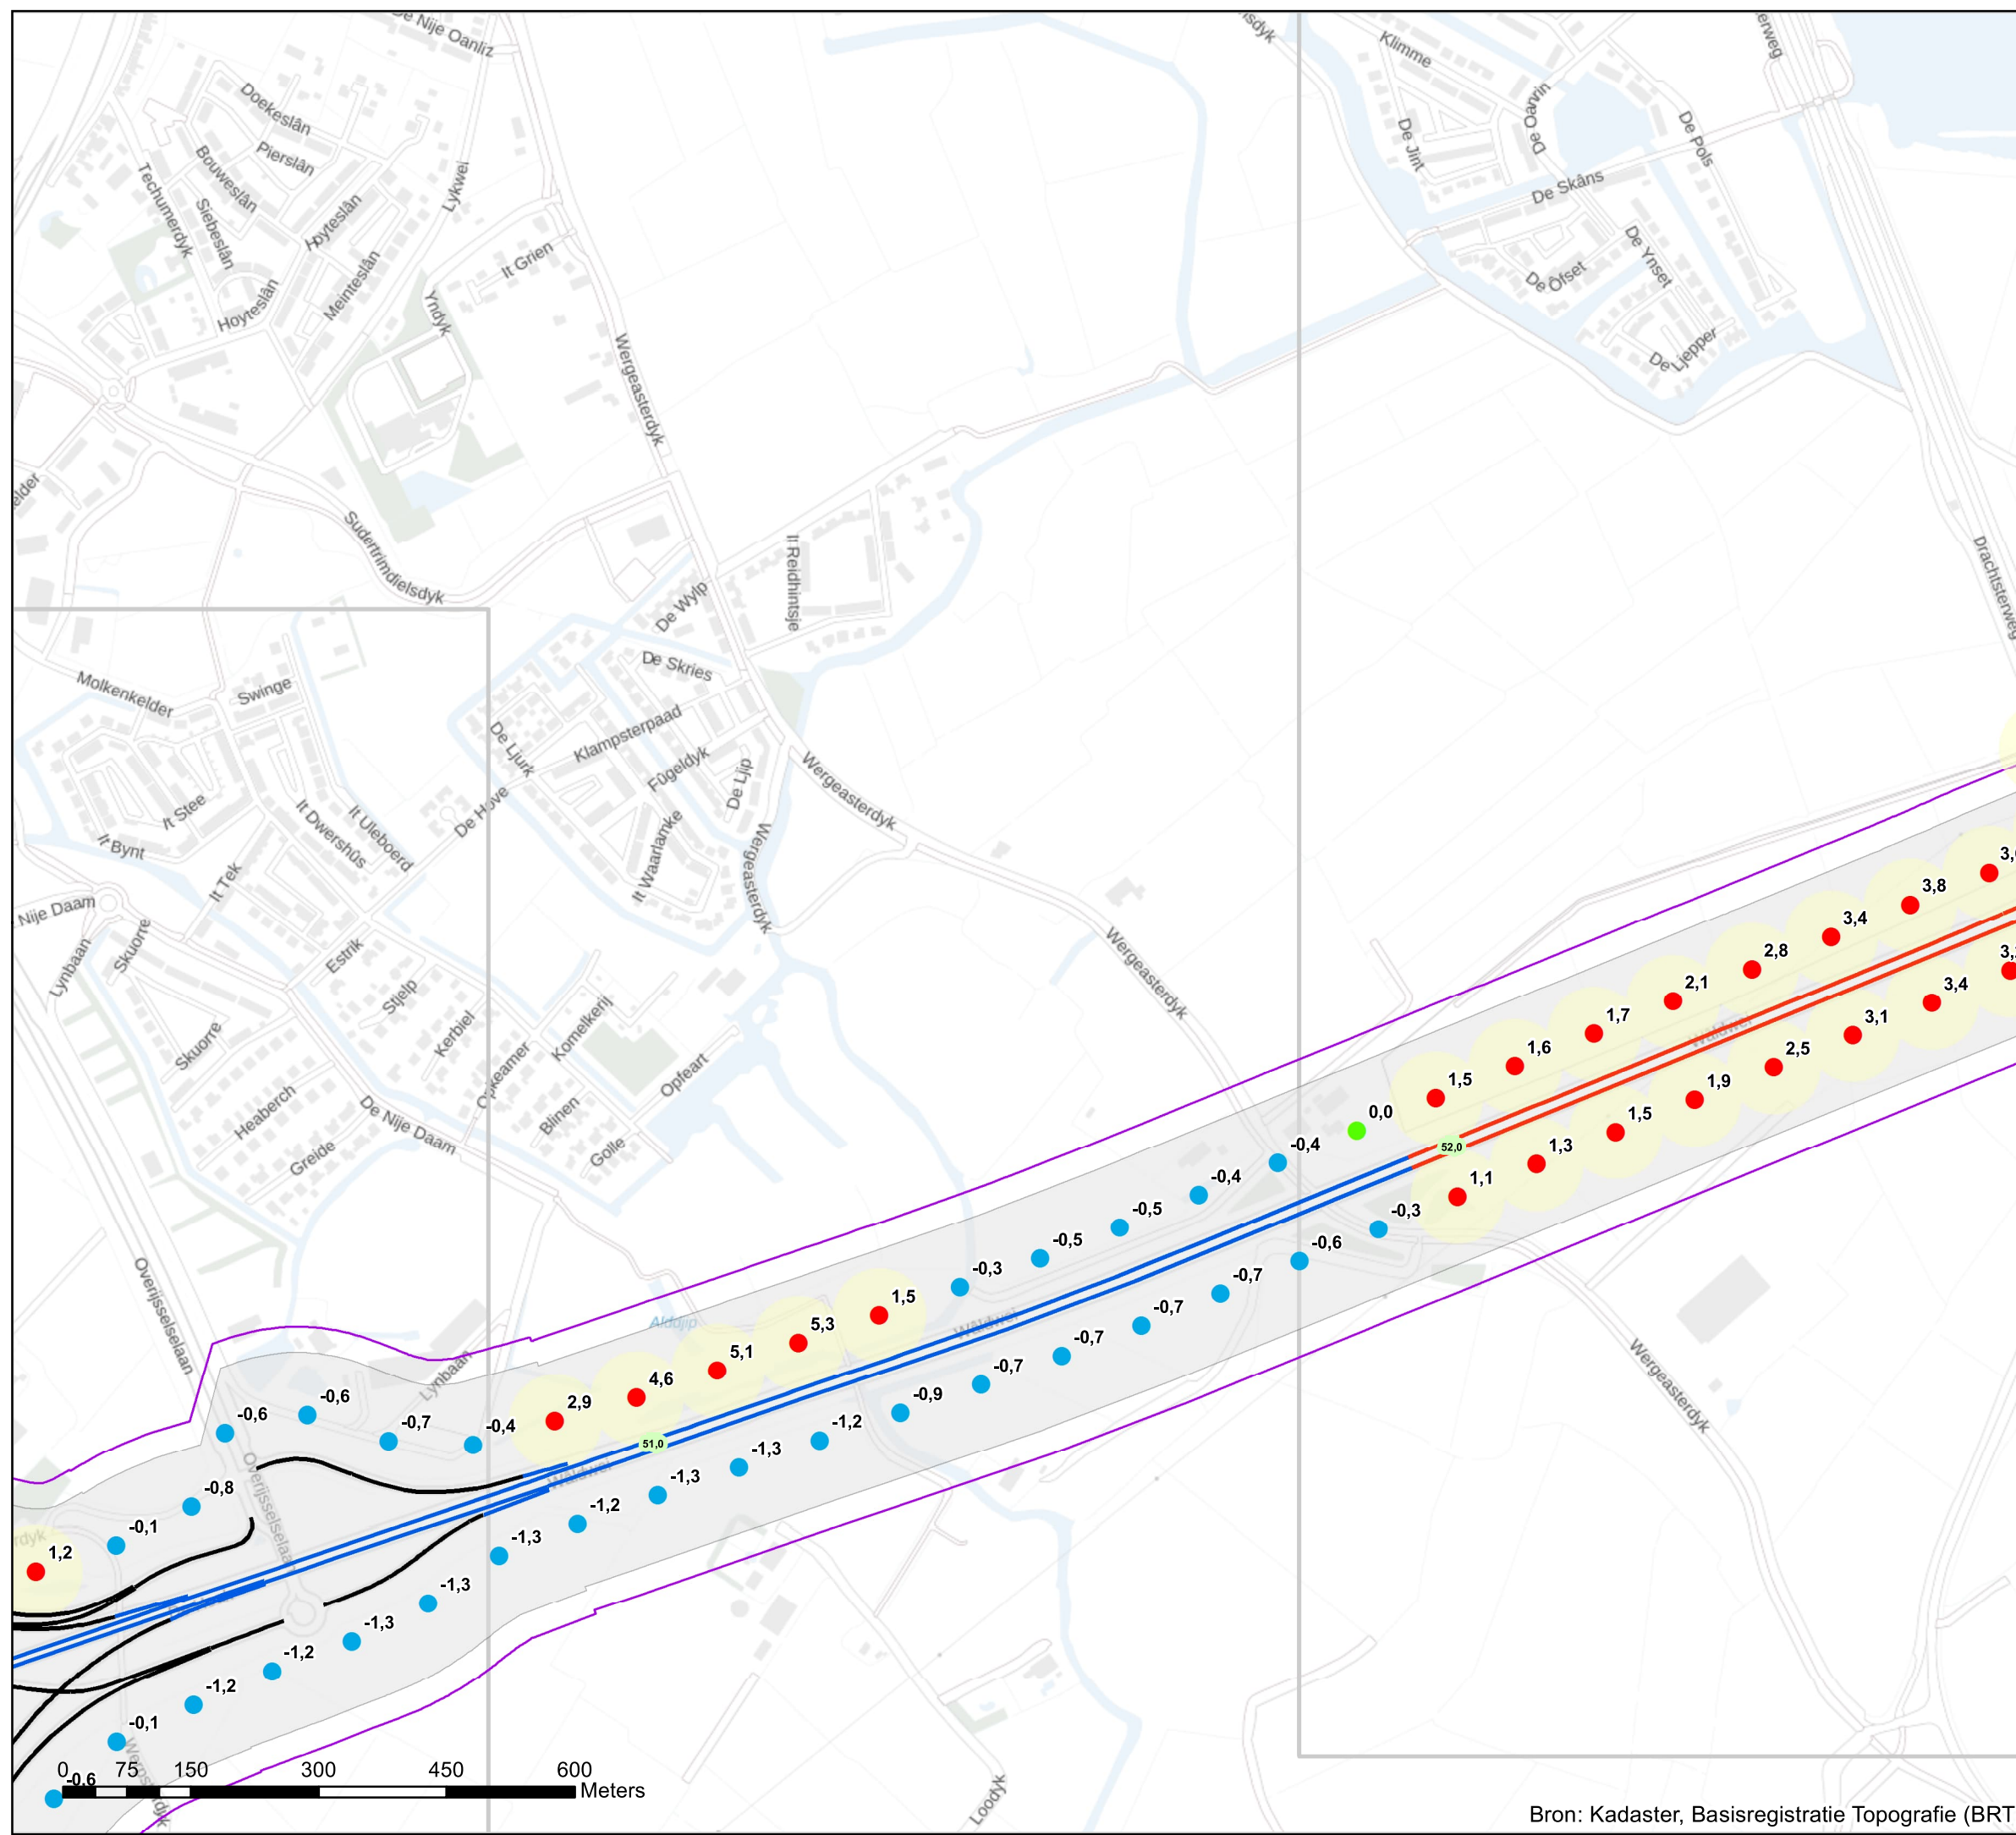 De Nije Oanliz
Klimme
Doekeslân
Pierslân
Bouweslân
Techumerdyk
Siebeslân
Hoyteslân
Lykwei
De Jint
De Oanrin
De Pols
De Skâns
It Grien
Meinteslân
Hoyteslân
Yndyk
De Ynset
De Ôfset
De Ljepper
Wergeasterdyk
Sudertrimdielsdyk
It Reidhintsje
Drachtsterweg
De Wylp
De Skries
Molkenkelder
Swinge
De Ljurk
Klampsterpaad
Fûgeldyk
De Ljip
Wergeasterdyk
It Stee
It Dwershûs
It Uleboerd
De Hove
It Bynt
It Waarlamke
Wergeasterdyk
It Tek
Nije Daam
Skuorre
Lynbaan
Estrik
Stjelp
Wergeasterdyk
Skuorre
Kerbiel
Komelkerij
Opkeamer
Opfeart
Heaberch
De Nije Daam
Blinen
Greide
Golle
Overijsselselaan
3,8
3,4
2,8
2,1
1,7
1,6
1,5
0,0
-0,4
-0,4
-0,5
-0,5
-0,3
1,5
5,3
5,1
4,6
2,9
-0,4
-0,7
-0,6
-0,6
-0,8
-0,1
1,2
Wâldwei
52,0
3,4
3,1
2,5
1,9
1,5
1,3
1,1
-0,3
-0,6
-0,7
-0,7
-0,7
-0,7
-0,9
-1,2
-1,3
-1,3
-1,2
-1,3
-1,3
-1,3
-1,2
-1,2
-0,1
-0,6
Alddjip
Wâldwei
Lynbaan
51,0
Wâldwei
Overijsselselaan
Wergeasterdyk
Loodyk
0 75 150 300 450 600
Meters
Bron: Kadaster, Basisregistratie Topografie (BRT